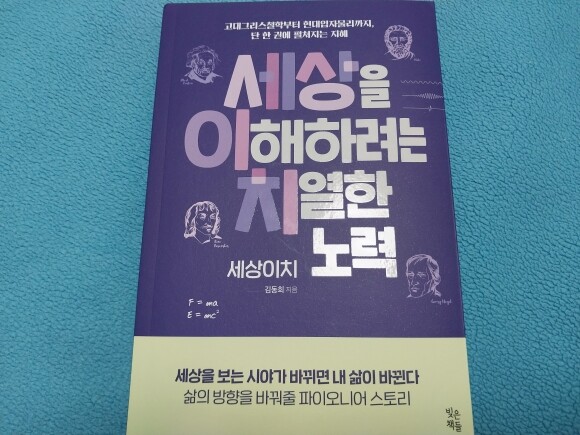 고대그리스철학부터 현대입자물리까지,
단 한 권에 펼쳐지는 지혜
세상을
이해하려는
치열한
노력
세상이치
김동희 지음
F = ma
E = mc²
세상을 보는 시야가 바뀌면 내 삶이 바뀐다
삶의 방향을 바꿔줄 파이오니어 스토리
빛은
책들